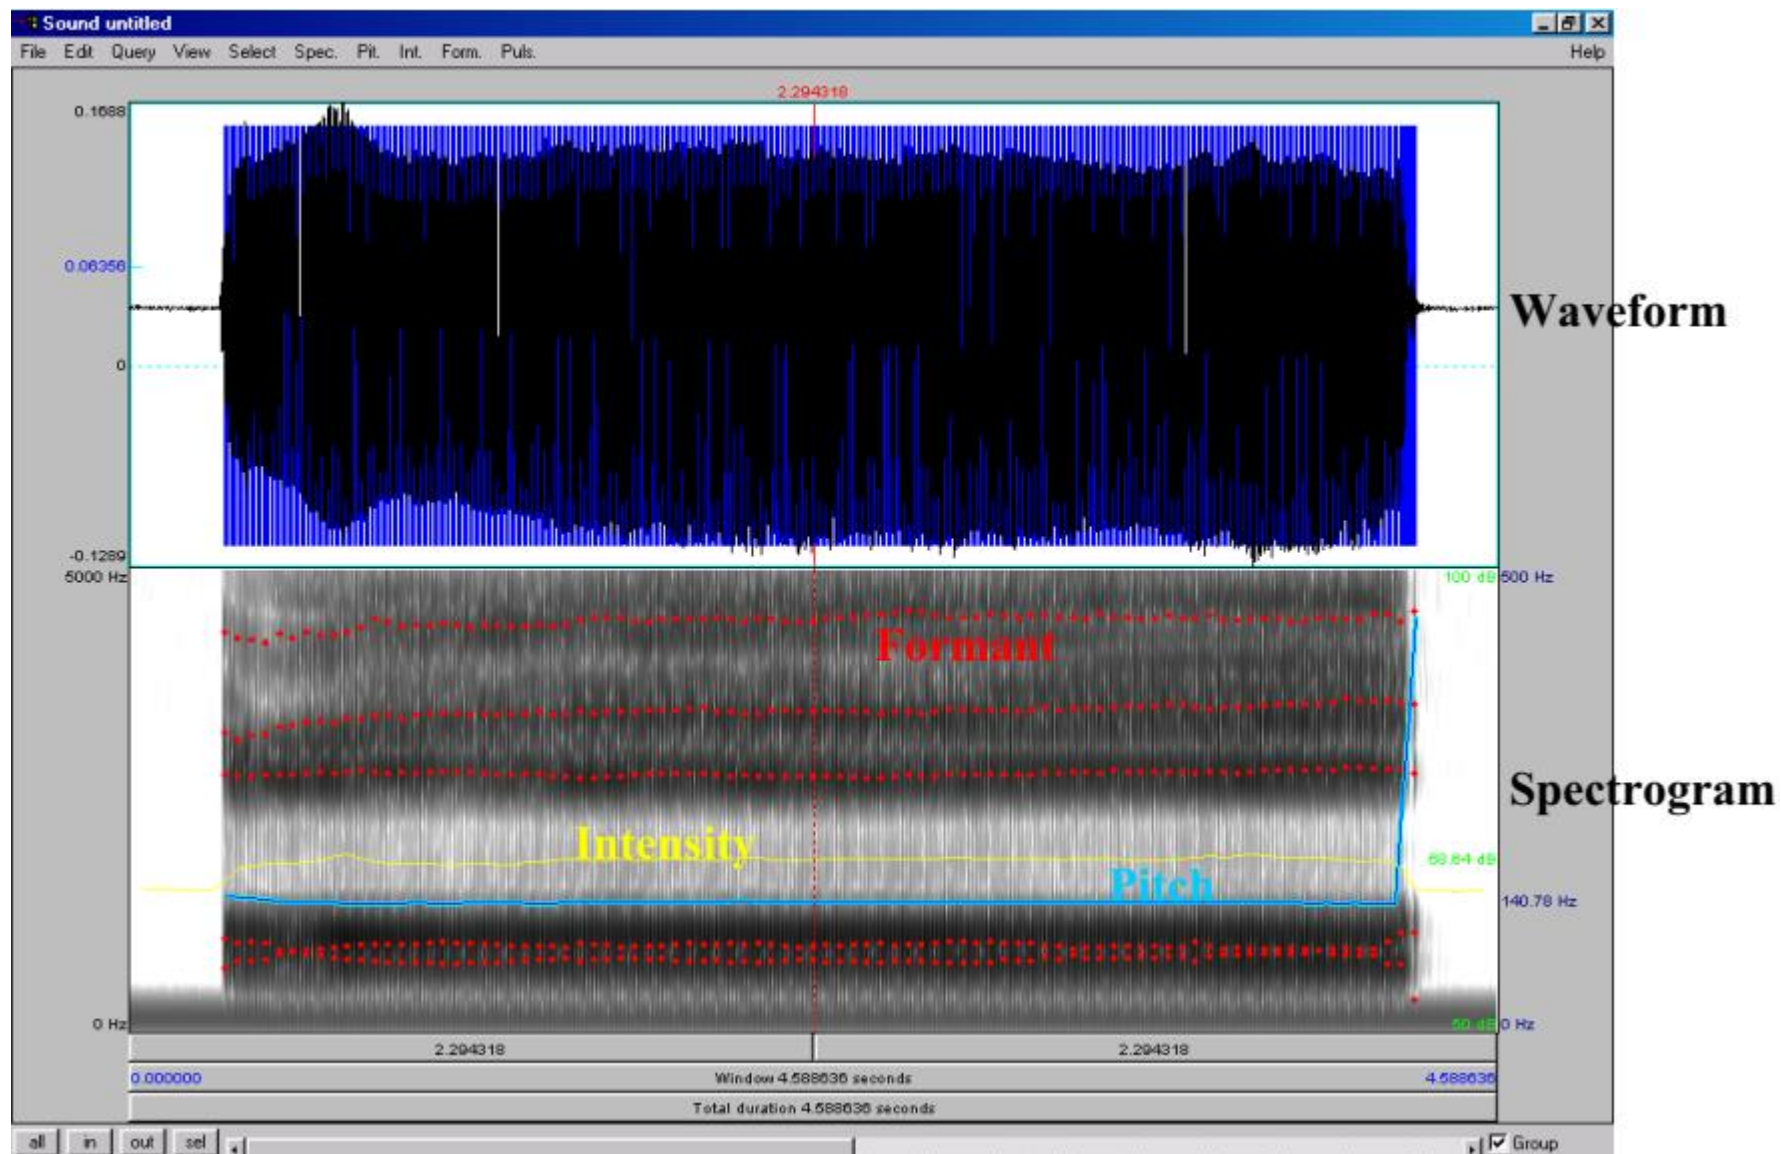 Sound untitled
File Edit Query View Select Spec. Pit. Int. Form. Puls. Help
2.294318
0.1688
0.06356
Waveform
0
-0.1289
5000 Hz 100 dB 500 Hz
Formant
Spectrogram
Intensity
68.64 dB
Pitch
140.78 Hz
0 Hz 50 dB 0 Hz
2.294318 2.294318
0.000000 Window 4.588636 seconds 4.588636
Total duration 4.588636 seconds
all in out sel Group